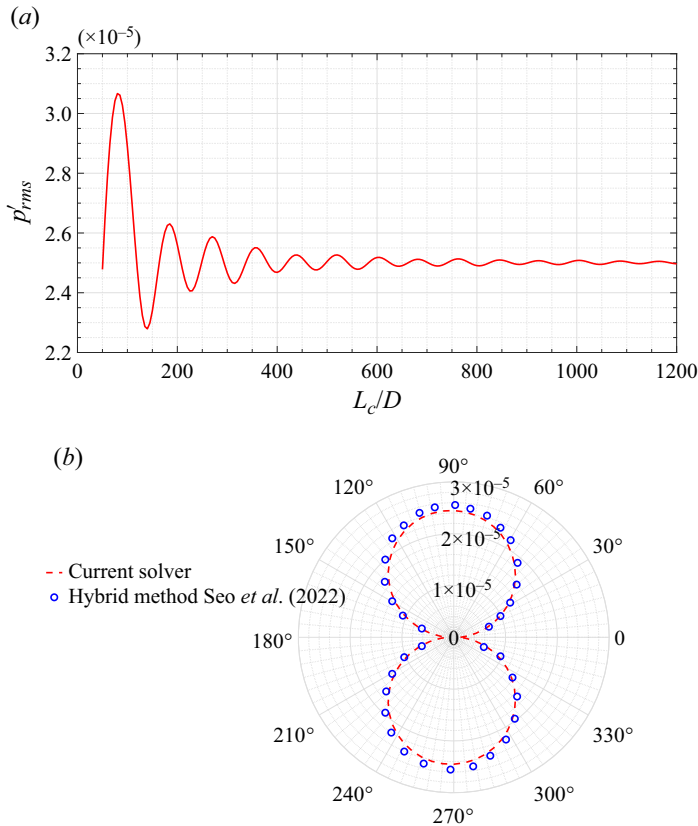 (a)
(×10⁻⁵)
3.2
3.0
2.8
2.6
2.4
2.2
p′rms
0 200 400 600 800 1000 1200
Lc/D
(b)
90°
120° 3×10⁻⁵ 60°
150° 2×10⁻⁵ 30°
Current solver
1×10⁻⁵
Hybrid method Seo et al. (2022)
180° 0 0
210° 330°
240° 300°
270°